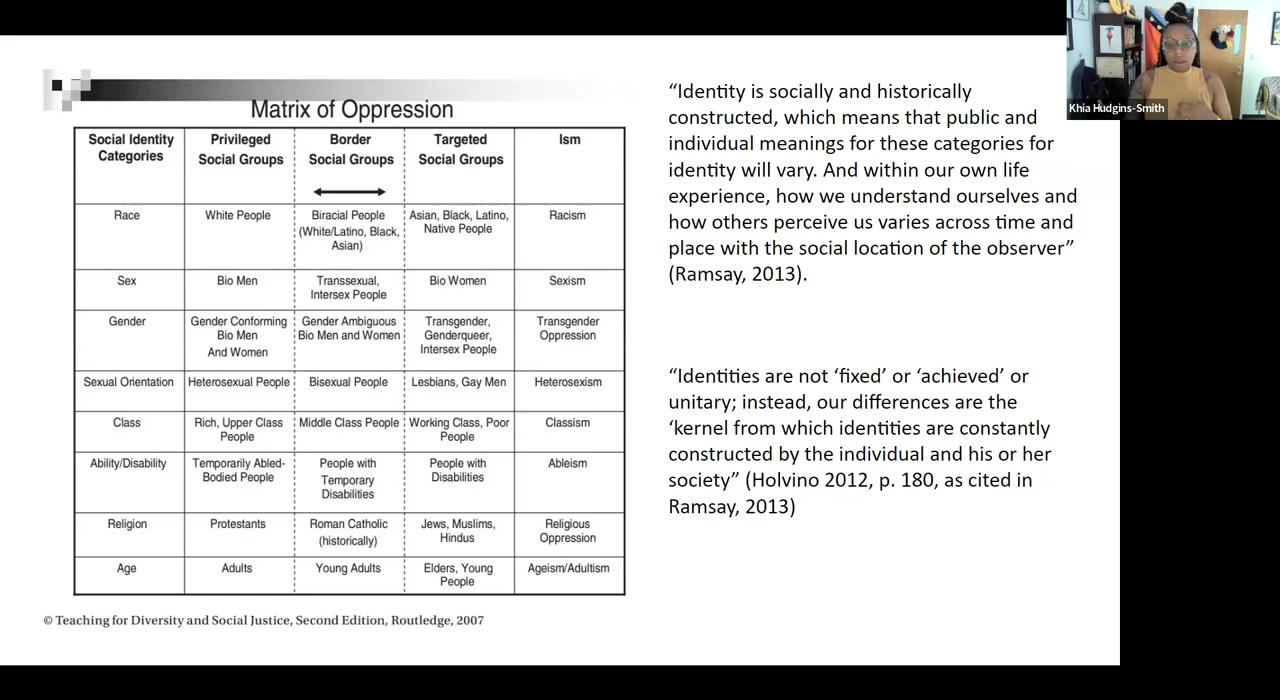 Matrix of Oppression
Social Identity Categories | Privileged Social Groups | Border Social Groups | Targeted Social Groups | Ism
Race | White People | Biracial People (White/Latino, Black, Asian) | Asian, Black, Latino, Native People | Racism
Sex | Bio Men | Transsexual, Intersex People | Bio Women | Sexism
Gender | Gender Conforming Bio Men And Women | Gender Ambiguous Bio Men and Women | Transgender, Genderqueer, Intersex People | Transgender Oppression
Sexual Orientation | Heterosexual People | Bisexual People | Lesbians, Gay Men | Heterosexism
Class | Rich, Upper Class People | Middle Class People | Working Class, Poor People | Classism
Ability/Disability | Temporarily Abled-Bodied People | People with Temporary Disabilities | People with Disabilities | Ableism
Religion | Protestants | Roman Catholic (historically) | Jews, Muslims, Hindus | Religious Oppression
Age | Adults | Young Adults | Elders, Young People | Ageism/Adultism
© Teaching for Diversity and Social Justice, Second Edition, Routledge, 2007
“Identity is socially and historically
constructed, which means that public and
individual meanings for these categories for
identity will vary. And within our own life
experience, how we understand ourselves and
how others perceive us varies across time and
place with the social location of the observer”
(Ramsay, 2013).
“Identities are not ‘fixed’ or ‘achieved’ or
unitary; instead, our differences are the
‘kernel from which identities are constantly
constructed by the individual and his or her
society” (Holvino 2012, p. 180, as cited in
Ramsay, 2013)
Khia Hudgins-Smith